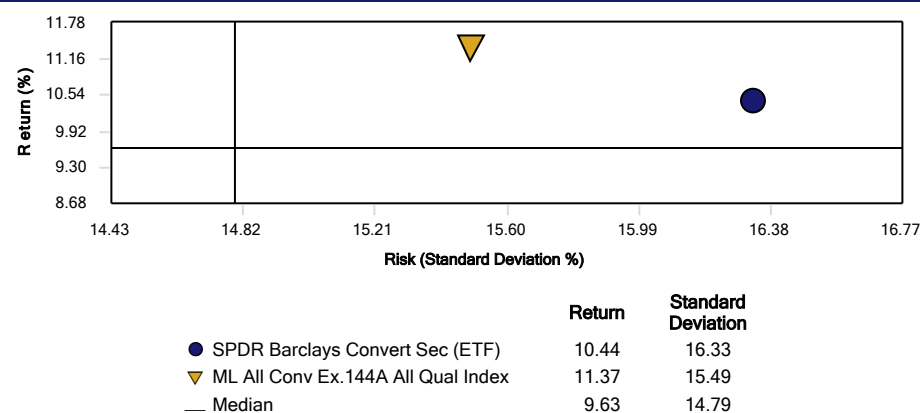 11.78
11.16
10.54
9.92
9.30
8.68
Return (%)
14.43 14.82 15.21 15.60 15.99 16.38 16.77
Risk (Standard Deviation %)
Return Standard Deviation
SPDR Barclays Convert Sec (ETF) 10.44 16.33
ML All Conv Ex.144A All Qual Index 11.37 15.49
Median 9.63 14.79